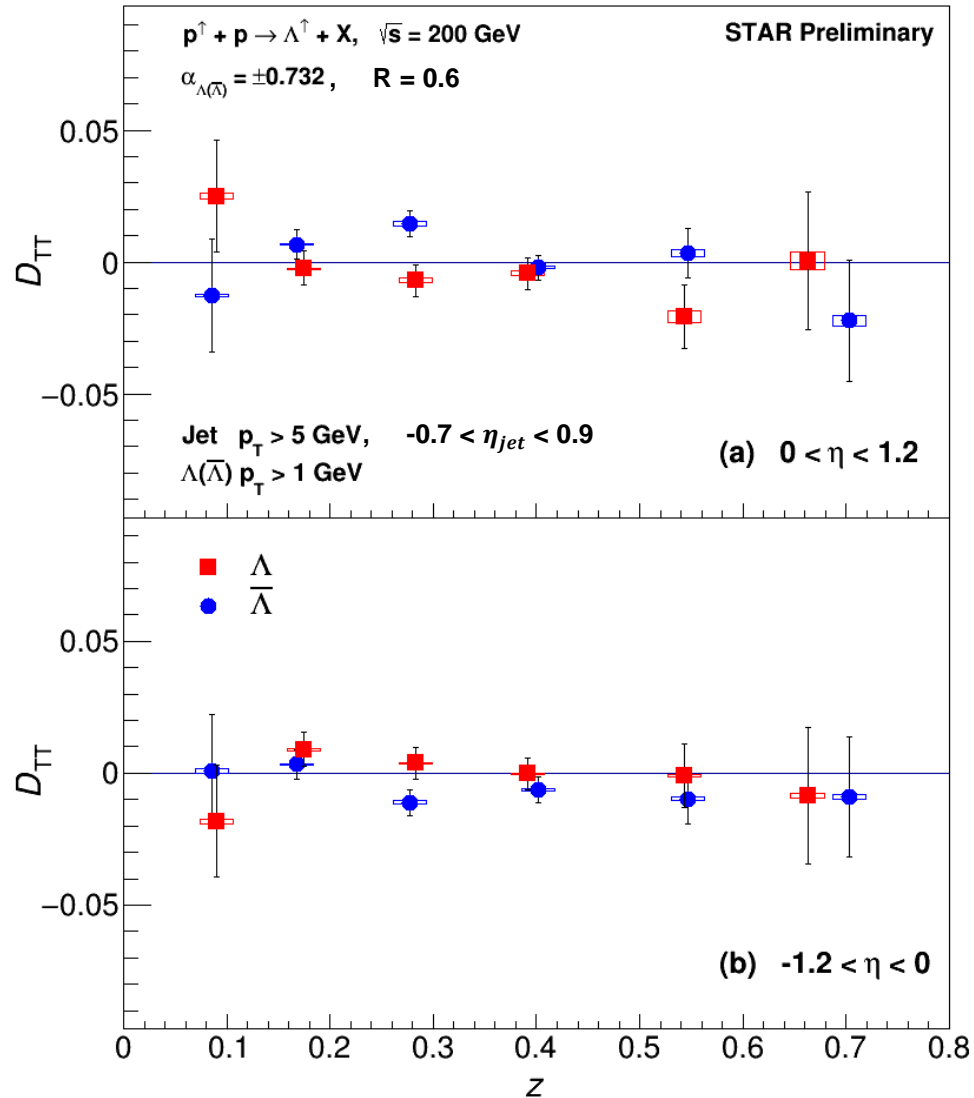 p↑ + p → Λ↑ + X, √s = 200 GeV
STAR Preliminary
α_Λ(Λ̅) = ±0.732 , R = 0.6
0.05
0
−0.05
D_TT
Jet p_T > 5 GeV, -0.7 < η_jet < 0.9
Λ(Λ̅) p_T > 1 GeV
(a) 0 < η < 1.2
Λ
Λ̅
0.05
0
−0.05
D_TT
(b) -1.2 < η < 0
0 0.1 0.2 0.3 0.4 0.5 0.6 0.7 0.8
z